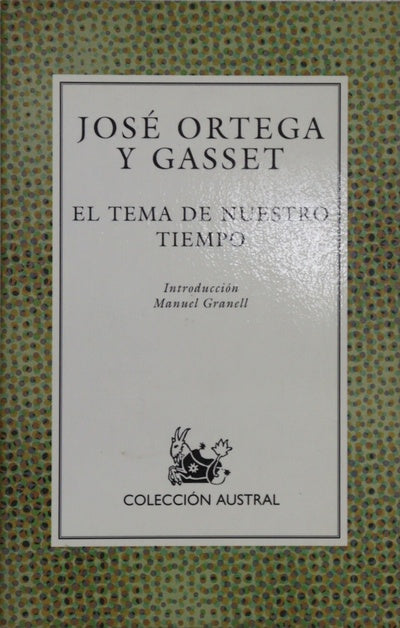 JOSÉ ORTEGA
Y GASSET
EL TEMA DE NUESTRO
TIEMPO
Introducción
Manuel Granell
COLECCIÓN AUSTRAL